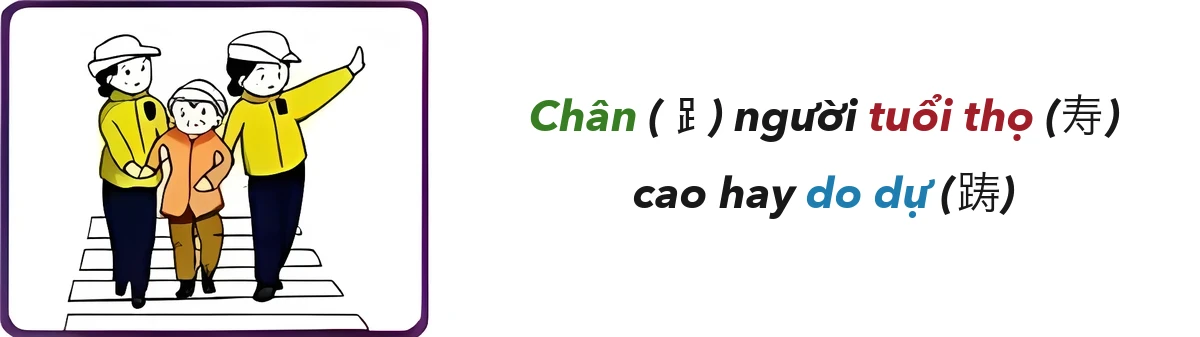 Chân (⻊) người tuổi thọ (寿)
cao hay do dự (踌)